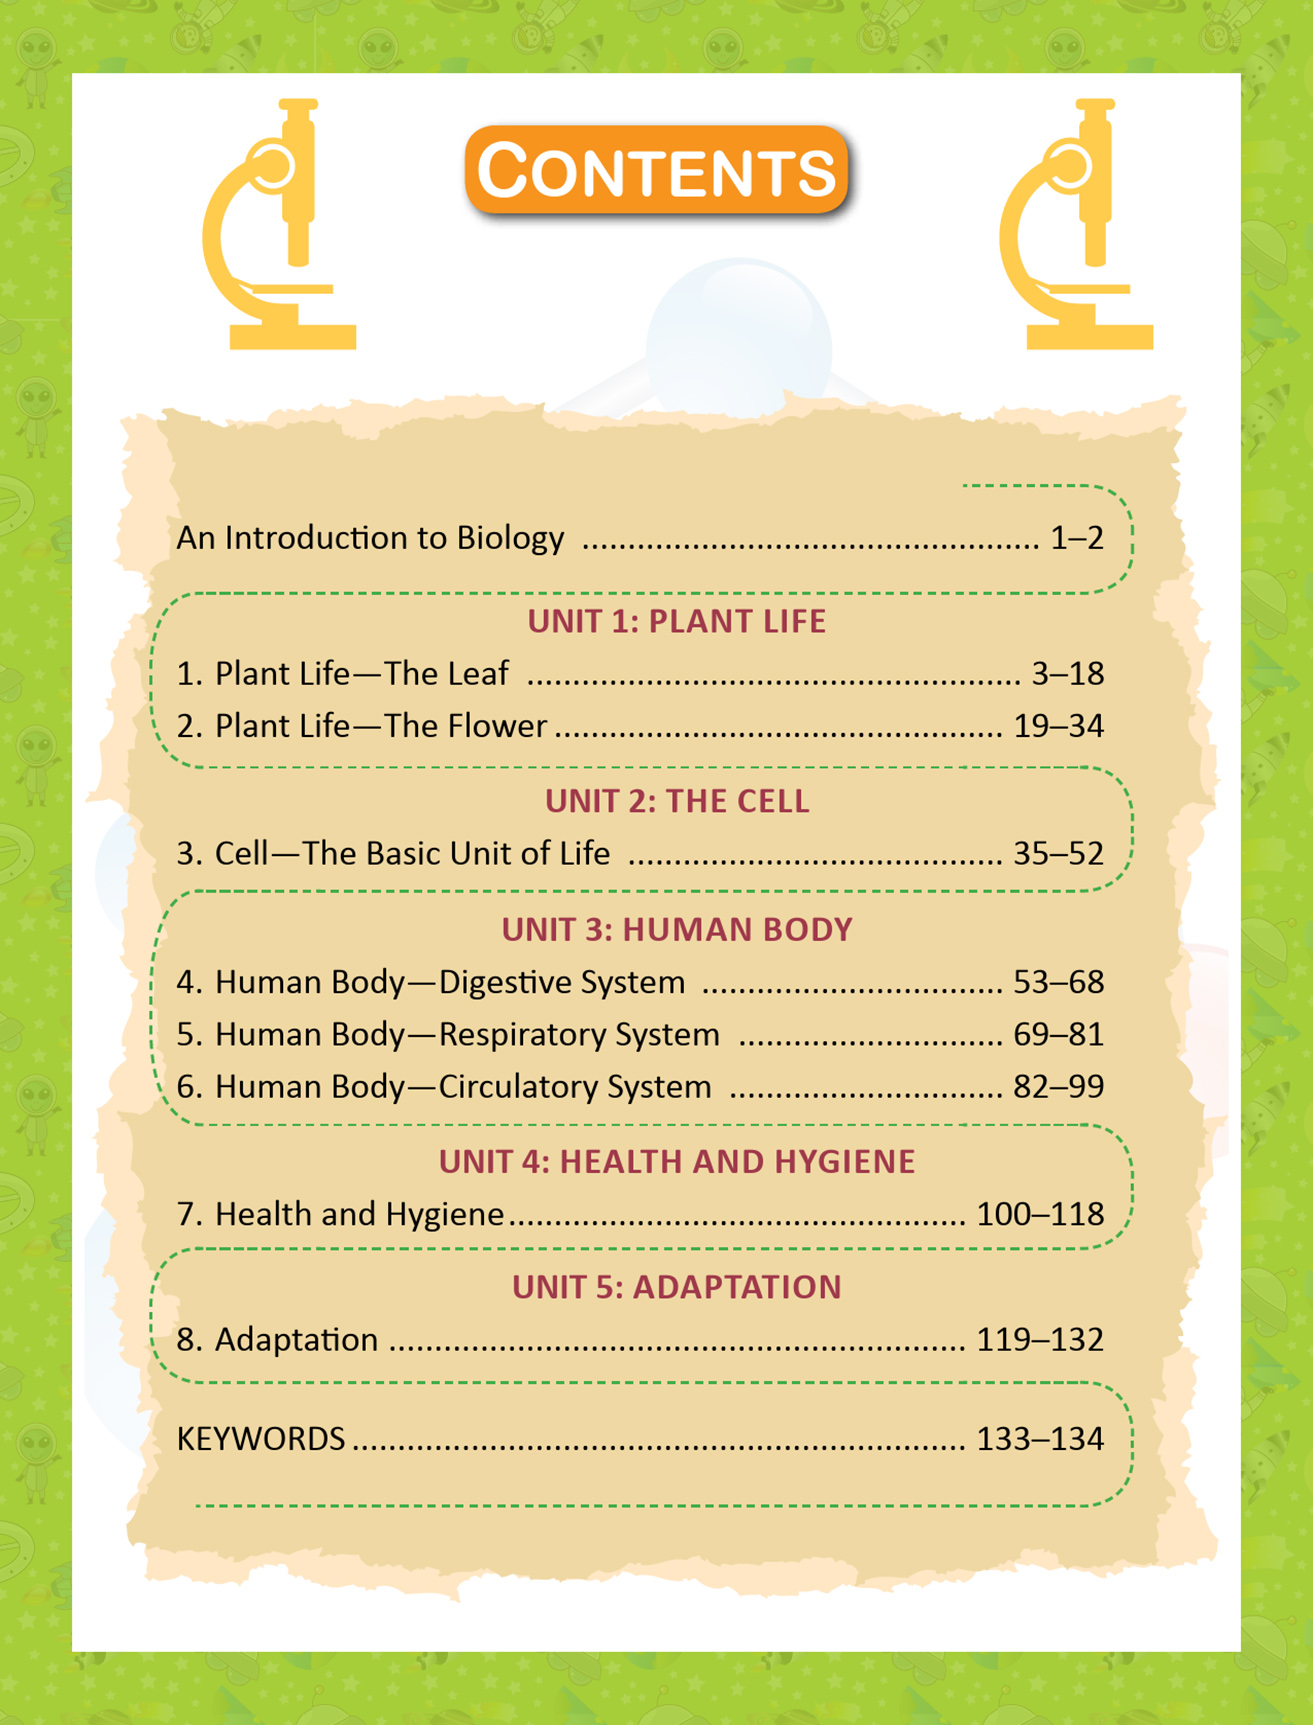 CONTENTS
An Introduction to Biology .................................................. 1–2
UNIT 1: PLANT LIFE
1. Plant Life—The Leaf ...................................................... 3–18
2. Plant Life—The Flower ................................................. 19–34
UNIT 2: THE CELL
3. Cell—The Basic Unit of Life ......................................... 35–52
UNIT 3: HUMAN BODY
4. Human Body—Digestive System ................................. 53–68
5. Human Body—Respiratory System ............................. 69–81
6. Human Body—Circulatory System .............................. 82–99
UNIT 4: HEALTH AND HYGIENE
7. Health and Hygiene .................................................. 100–118
UNIT 5: ADAPTATION
8. Adaptation ............................................................... 119–132
KEYWORDS ................................................................... 133–134